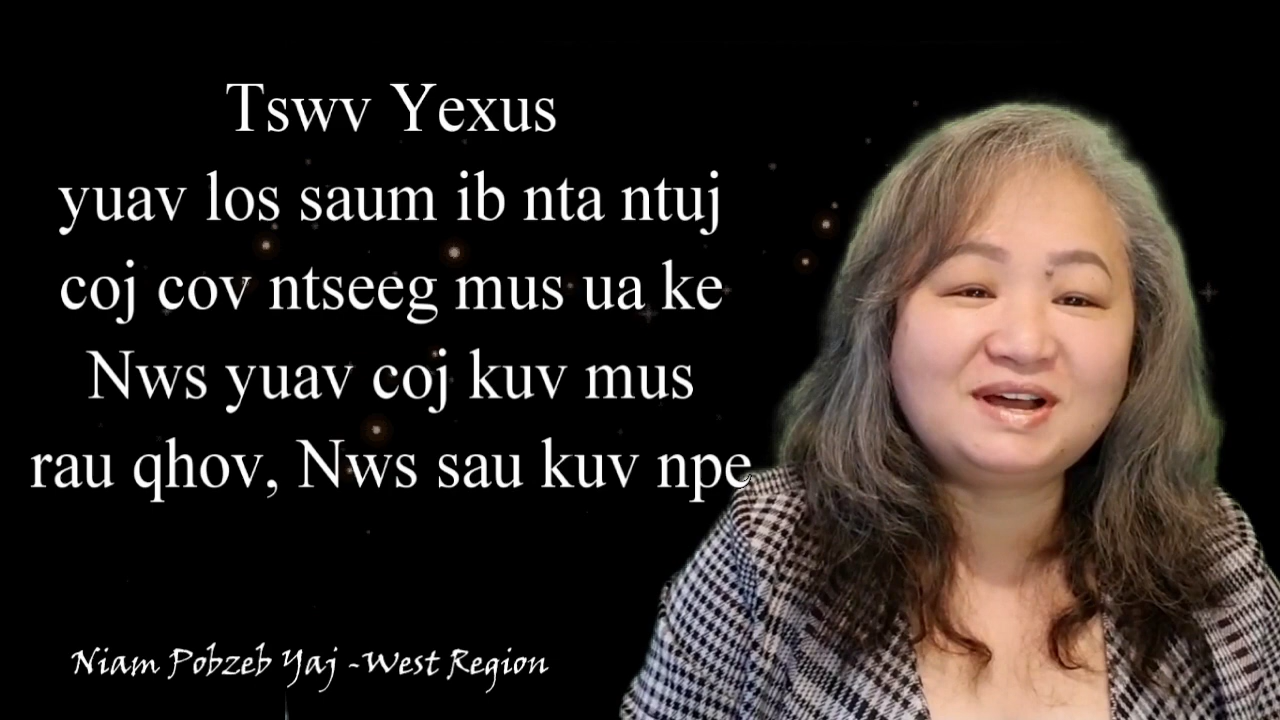 Tswv Yexus
yuav los saum ib nta ntuj
coj cov ntseeg mus ua ke
Nws yuav coj kuv mus
rau qhov, Nws sau kuv npe
Niam Pobzeb Yaj -West Region